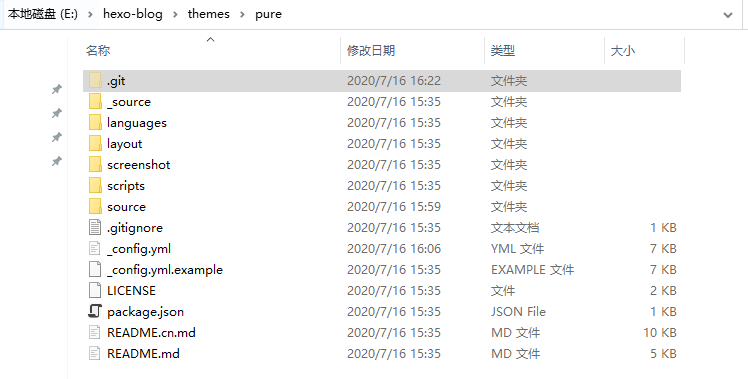 本地磁盘 (E:) › hexo-blog › themes › pure
名称 修改日期 类型 大小
.git 2020/7/16 16:22 文件夹
_source 2020/7/16 15:35 文件夹
languages 2020/7/16 15:35 文件夹
layout 2020/7/16 15:35 文件夹
screenshot 2020/7/16 15:35 文件夹
scripts 2020/7/16 15:35 文件夹
source 2020/7/16 15:59 文件夹
.gitignore 2020/7/16 15:35 文本文档 1 KB
_config.yml 2020/7/16 16:06 YML 文件 7 KB
_config.yml.example 2020/7/16 15:35 EXAMPLE 文件 7 KB
LICENSE 2020/7/16 15:35 文件 2 KB
package.json 2020/7/16 15:35 JSON File 1 KB
README.cn.md 2020/7/16 15:35 MD 文件 10 KB
README.md 2020/7/16 15:35 MD 文件 5 KB